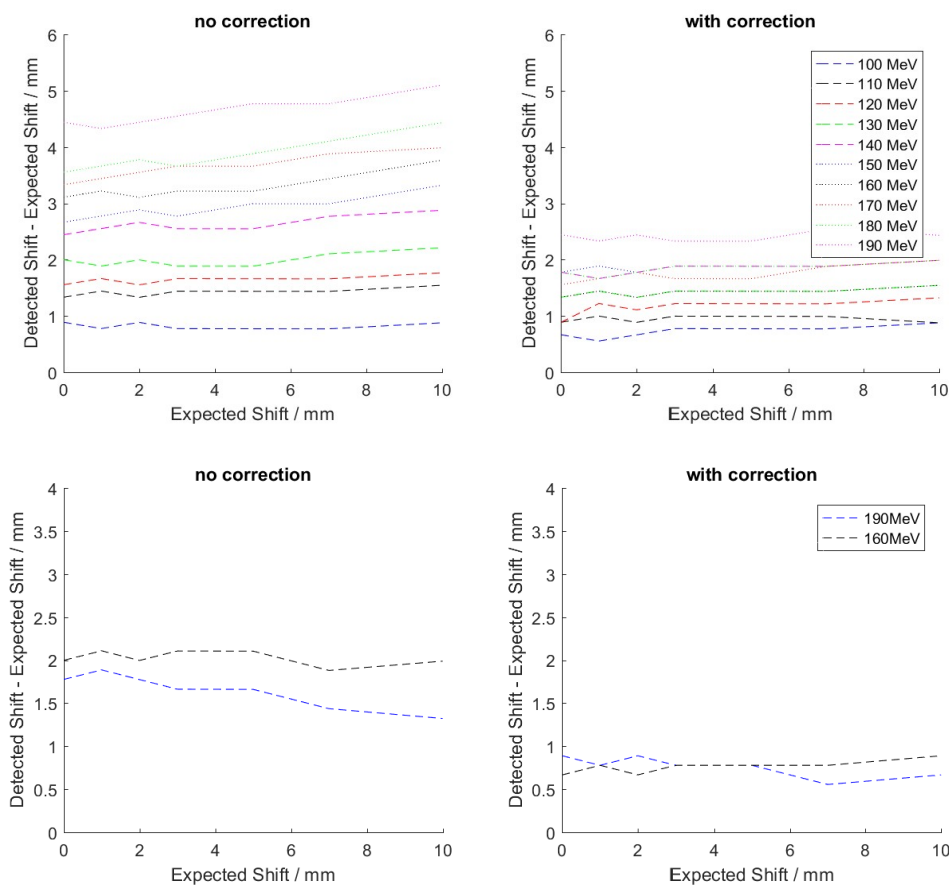 no correction
6
5
4
3
2
1
0
Detected Shift - Expected Shift / mm
0 2 4 6 8 10
Expected Shift / mm
with correction
6
5
4
3
2
1
0
Detected Shift - Expected Shift / mm
0 2 4 6 8 10
Expected Shift / mm
100 MeV
110 MeV
120 MeV
130 MeV
140 MeV
150 MeV
160 MeV
170 MeV
180 MeV
190 MeV
no correction
4
3.5
3
2.5
2
1.5
1
0.5
0
Detected Shift - Expected Shift / mm
0 2 4 6 8 10
Expected Shift / mm
with correction
4
3.5
3
2.5
2
1.5
1
0.5
0
Detected Shift - Expected Shift / mm
0 2 4 6 8 10
Expected Shift / mm
190MeV
160MeV